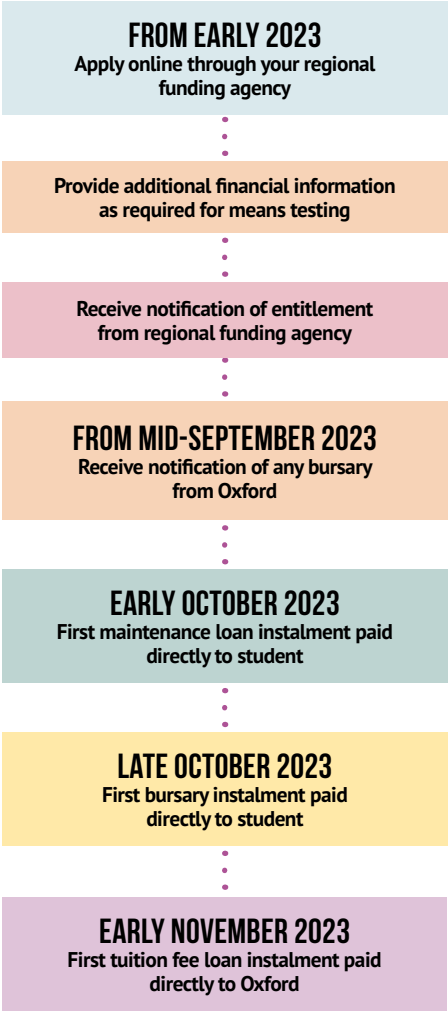 FROM EARLY 2023
Apply online through your regional
funding agency
Provide additional financial information
as required for means testing
Receive notification of entitlement
from regional funding agency
FROM MID-SEPTEMBER 2023
Receive notification of any bursary
from Oxford
EARLY OCTOBER 2023
First maintenance loan instalment paid
directly to student
LATE OCTOBER 2023
First bursary instalment paid
directly to student
EARLY NOVEMBER 2023
First tuition fee loan instalment paid
directly to Oxford